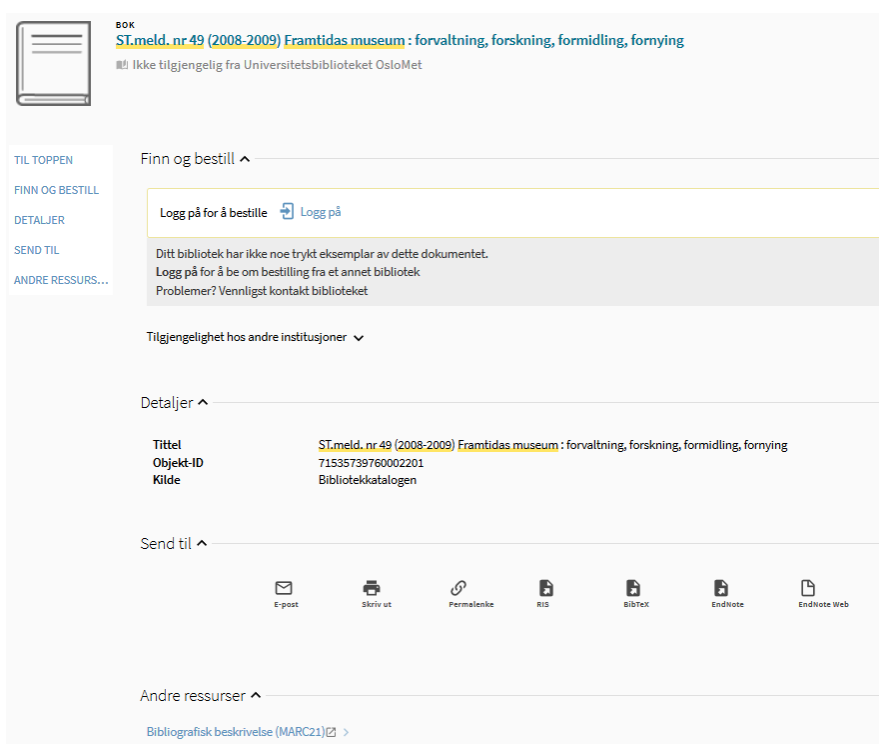 BOK
ST.meld. nr 49 (2008-2009) Framtidas museum : forvaltning, forskning, formidling, fornying
Ikke tilgjengelig fra Universitetsbiblioteket OsloMet
TIL TOPPEN
FINN OG BESTILL
DETALJER
SEND TIL
ANDRE RESSURS...
Finn og bestill
Logg på for å bestille Logg på
Ditt bibliotek har ikke noe trykt eksemplar av dette dokumentet.
Logg på for å be om bestilling fra et annet bibliotek
Problemer? Vennligst kontakt biblioteket
Tilgjengelighet hos andre institusjoner
Detaljer
Tittel ST.meld. nr 49 (2008-2009) Framtidas museum : forvaltning, forskning, formidling, fornying
Objekt-ID 71535739760002201
Kilde Bibliotekkatalogen
Send til
E-post Skriv ut Permalenke RIS BibTeX EndNote EndNote Web
Andre ressurser
Bibliografisk beskrivelse (MARC21)